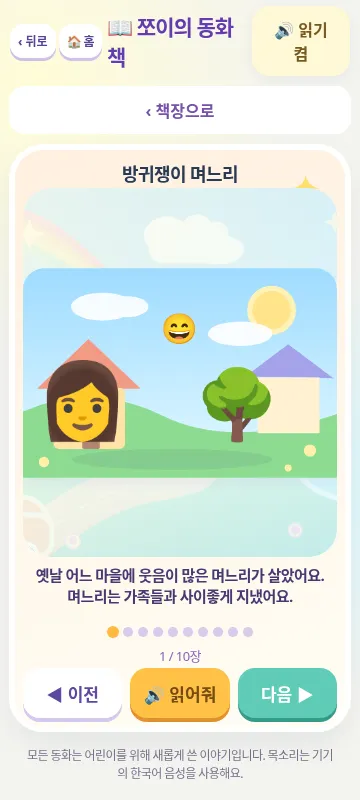 ‹ 뒤로
🏠 홈
📖 쪼이의 동화
책
🔊 읽기
켬
‹ 책장으로
방귀쟁이 며느리
옛날 어느 마을에 웃음이 많은 며느리가 살았어요.
며느리는 가족들과 사이좋게 지냈어요.
1 / 10장
◀ 이전
🔊 읽어줘
다음 ▶
모든 동화는 어린이를 위해 새롭게 쓴 이야기입니다. 목소리는 기기
의 한국어 음성을 사용해요.